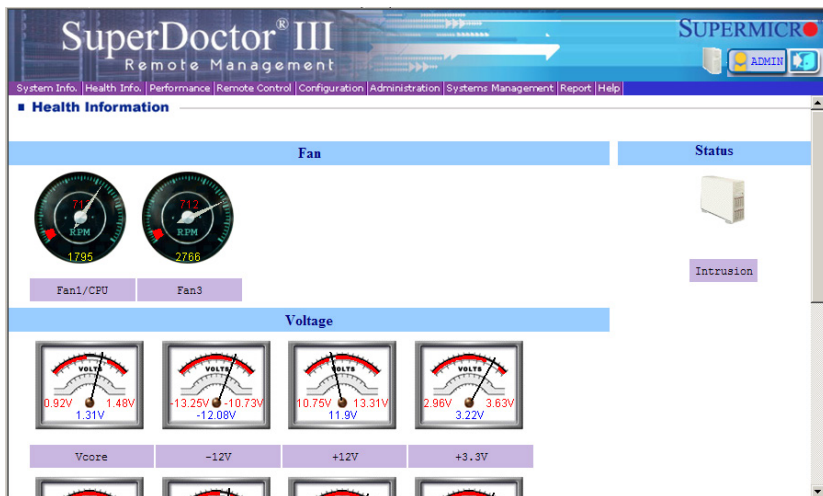 SuperDoctor® III
Remote Management
SUPERMICRO
ADMIN
System Info. Health Info. Performance Remote Control Configuration Administration Systems Management Report Help
Health Information
Fan
Status
712
RPM
1795
712
RPM
2766
Fan1/CPU
Fan3
Intrusion
Voltage
VOLTS
0.92V 1.48V
1.31V
VOLTS
-13.25V -10.73V
-12.08V
VOLTS
10.75V 13.31V
11.9V
VOLTS
2.96V 3.63V
3.22V
Vcore
-12V
+12V
+3.3V